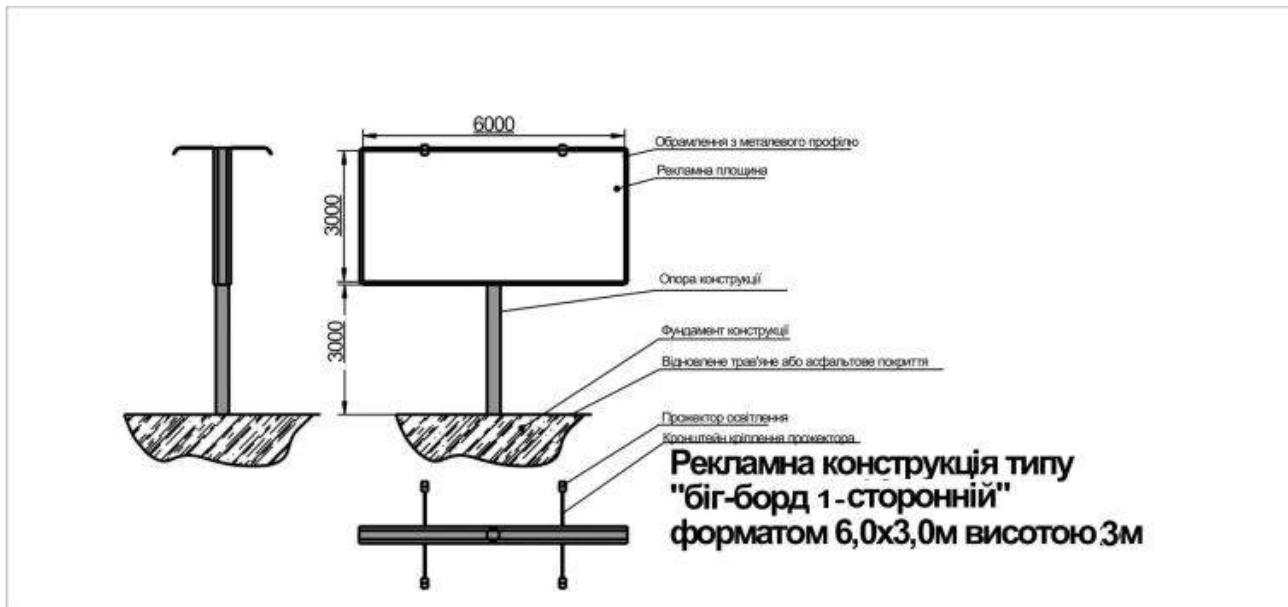 6000
Обрамлення з металевого профілю
Рекламна площина
3000
Опора конструкції
3000
Фундамент конструкції
Відновлене трав'яне або асфальтове покриття
Прожектор освітлення
Кронштейн кріплення прожектора
Рекламна конструкція типу
"біг-борд 1-сторонній"
форматом 6,0х3,0м висотою 3м